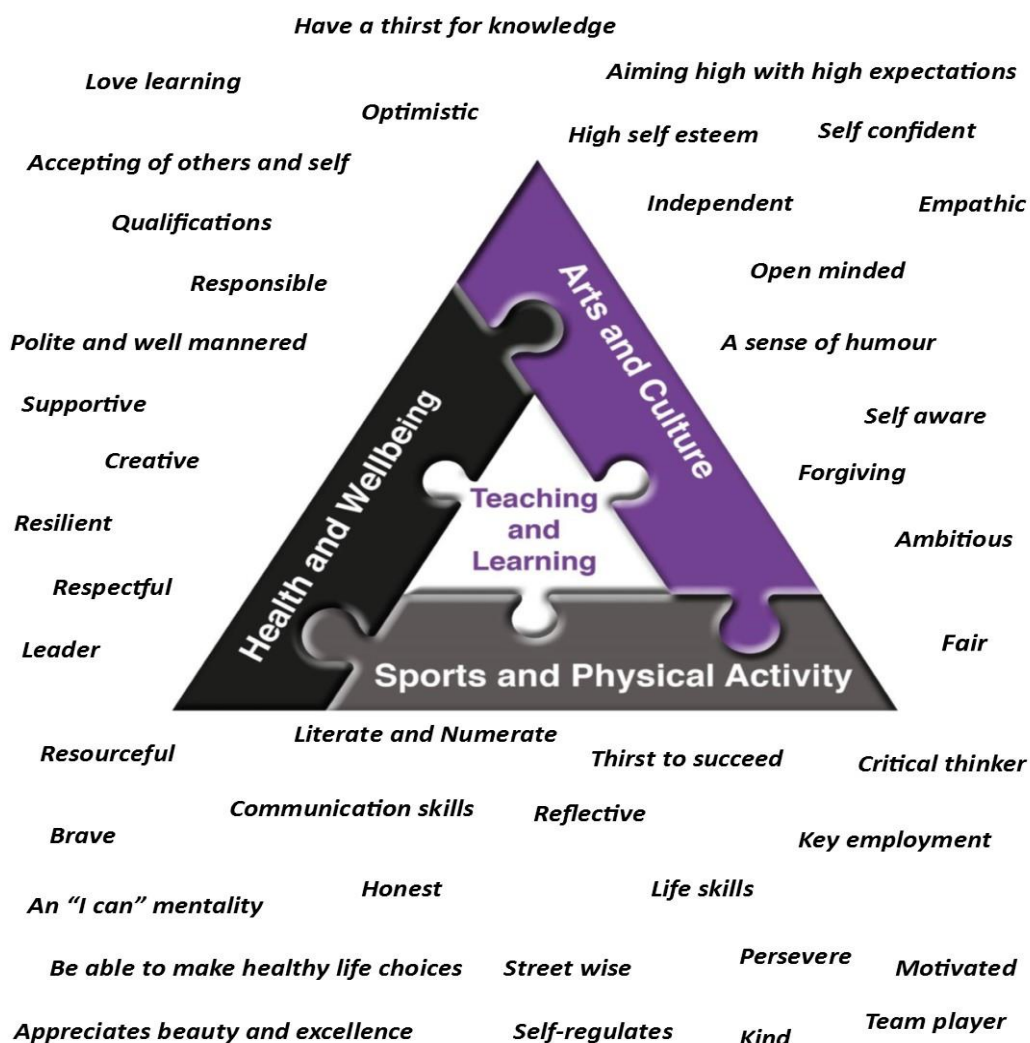 Have a thirst for knowledge
Love learning
Aiming high with high expectations
Optimistic
High self esteem
Self confident
Accepting of others and self
Independent
Empathic
Qualifications
Open minded
Responsible
Arts and Culture
Polite and well mannered
A sense of humour
Supportive
Self aware
Health and Wellbeing
Creative
Forgiving
Teaching
and
Learning
Resilient
Ambitious
Respectful
Leader
Fair
Sports and Physical Activity
Literate and Numerate
Resourceful
Thirst to succeed
Critical thinker
Communication skills
Reflective
Brave
Key employment
Honest
Life skills
An “I can” mentality
Be able to make healthy life choices
Street wise
Persevere
Motivated
Appreciates beauty and excellence
Self-regulates
Kind
Team player